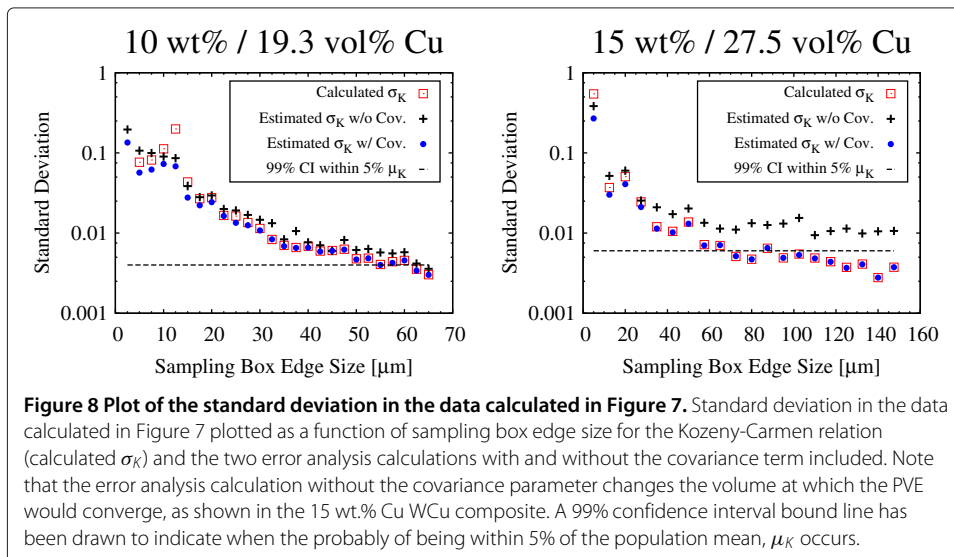 10 wt% / 19.3 vol% Cu
1
0.1
0.01
0.001
Standard Deviation
Calculated σK
Estimated σK w/o Cov.
Estimated σK w/ Cov.
99% CI within 5% μK
0 10 20 30 40 50 60 70
Sampling Box Edge Size [μm]
15 wt% / 27.5 vol% Cu
1
0.1
0.01
0.001
Standard Deviation
Calculated σK
Estimated σK w/o Cov.
Estimated σK w/ Cov.
99% CI within 5% μK
0 20 40 60 80 100 120 140 160
Sampling Box Edge Size [μm]
Figure 8 Plot of the standard deviation in the data calculated in Figure 7. Standard deviation in the data
calculated in Figure 7 plotted as a function of sampling box edge size for the Kozeny-Carmen relation
(calculated σK) and the two error analysis calculations with and without the covariance term included. Note
that the error analysis calculation without the covariance parameter changes the volume at which the PVE
would converge, as shown in the 15 wt.% Cu WCu composite. A 99% confidence interval bound line has
been drawn to indicate when the probably of being within 5% of the population mean, μK occurs.